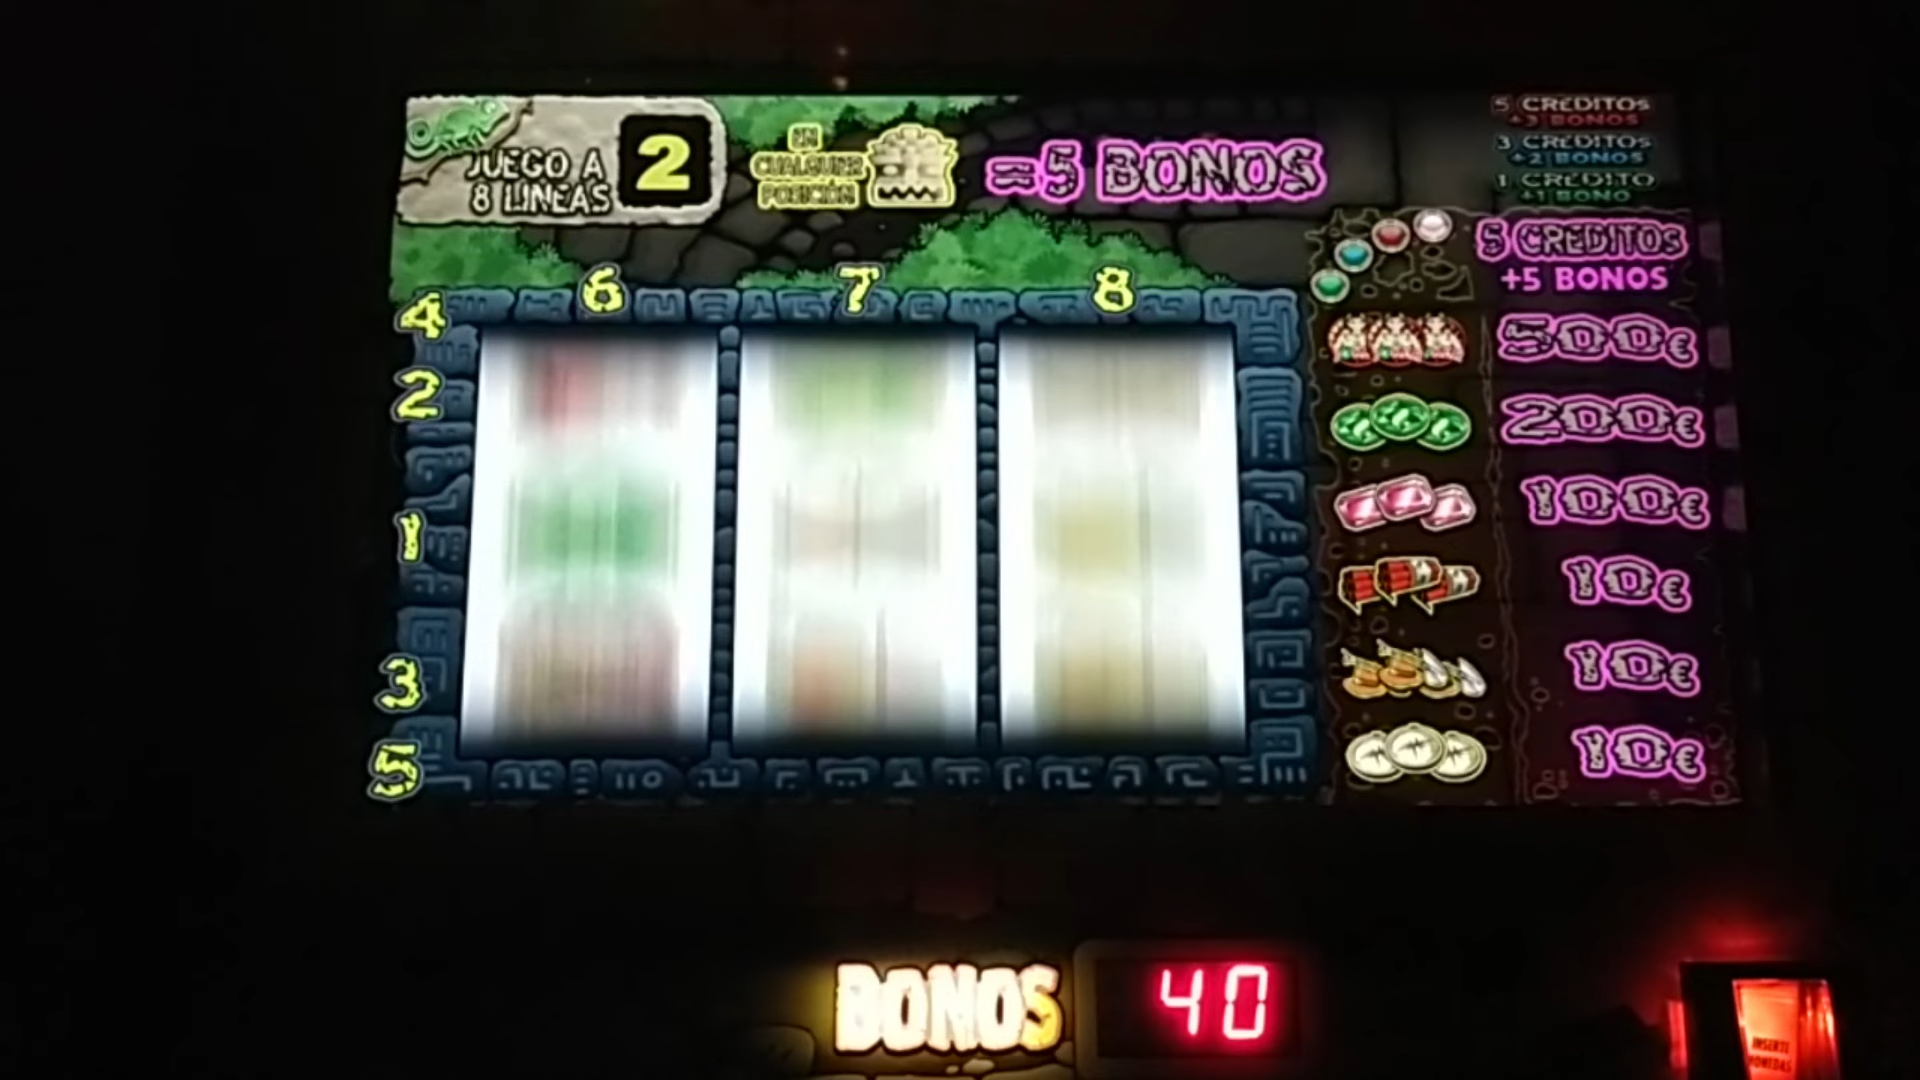 JUEGO A
8 LINEAS
2
EN
CUALQUIER
POSICIÓN
=5 BONOS
5 CREDITOS
+3 BONOS
3 CREDITOS
+2 BONOS
1 CREDITO
+1 BONO
5 CREDITOS
+5 BONOS
6 7 8
4
2
1
3
5
500€
200€
100€
10€
10€
10€
BONOS
40
INSERTE
MONEDAS